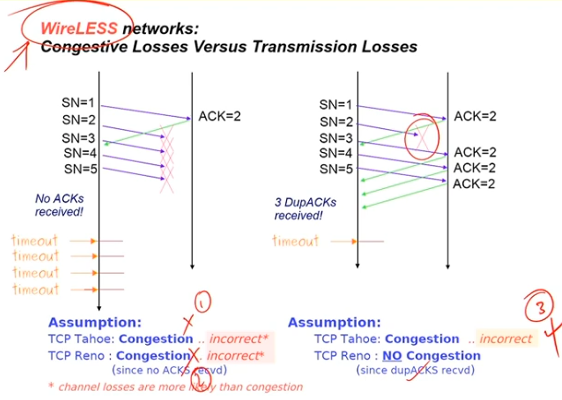 WireLESS networks:
Congestive Losses Versus Transmission Losses
SN=1
SN=2
SN=3
SN=4
SN=5
ACK=2
No ACKs
received!
timeout
timeout
timeout
timeout
Assumption:
TCP Tahoe: Congestion .. incorrect*
TCP Reno : Congestion .. incorrect*
(since no ACKS recvd)
1
2
SN=1
SN=2
SN=3
SN=4
SN=5
ACK=2
ACK=2
ACK=2
ACK=2
3 DupACKS
received!
timeout
Assumption:
TCP Tahoe: Congestion .. incorrect
TCP Reno : NO Congestion
(since dupACKS recvd)
3
* channel losses are more likely than congestion